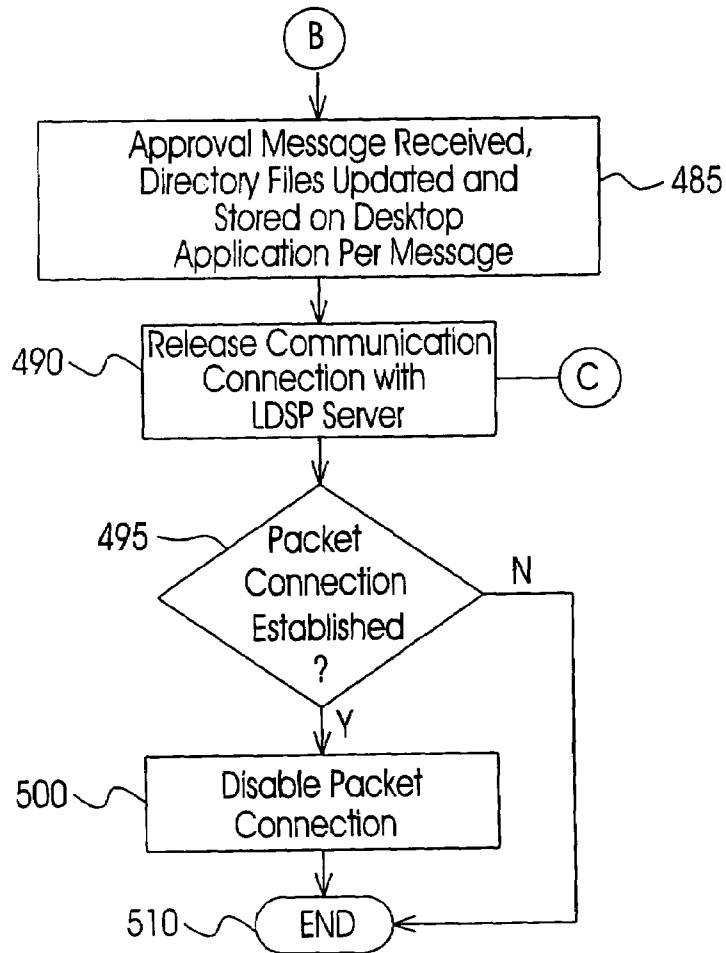 B
Approval Message Received,
Directory Files Updated and
Stored on Desktop
Application Per Message
485
490
Release Communication
Connection with
LDSP Server
C
495
Packet
Connection
Established
?
N
Y
500
Disable Packet
Connection
510
END